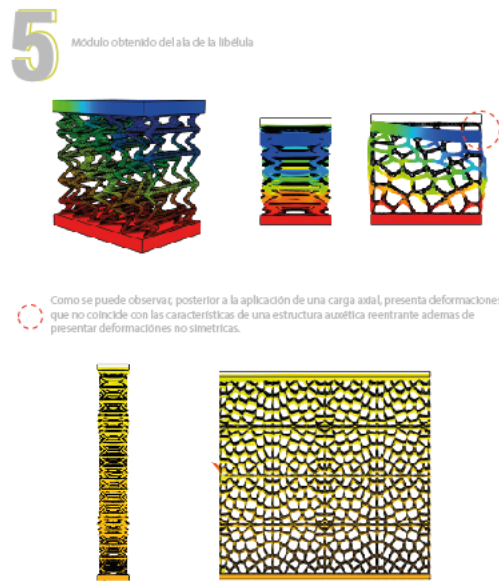 5
Módulo obtenido del ala de la libélula
Como se puede observar, posterior a la aplicación de una carga axial, presenta deformaciones
que no coincide con las características de una estructura auxética reentrante ademas de
presentar deformaciónes no simetricas.